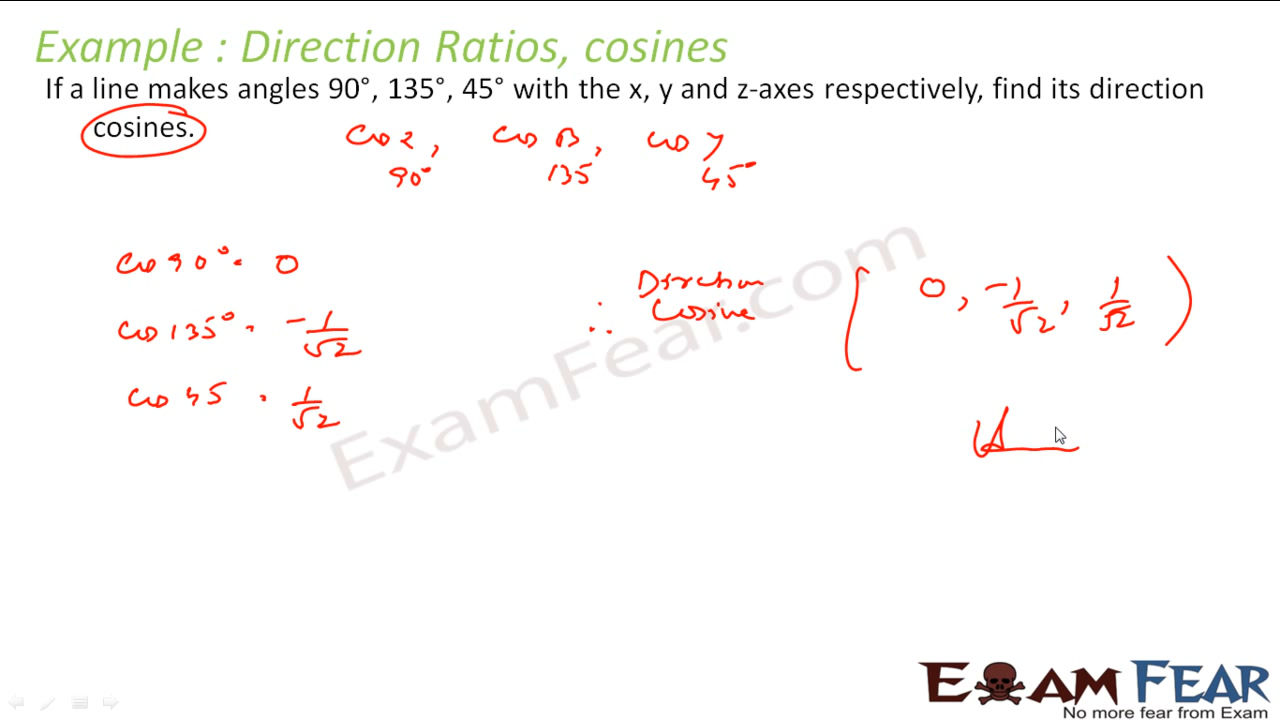 Example : Direction Ratios, cosines
If a line makes angles 90°, 135°, 45° with the x, y and z-axes respectively, find its direction
cosines.
cos α, cos β, cos γ
90° 135 45°
cos 90° = 0
cos 135° = -1/√2
cos 45 = 1/√2
∴ Direction Cosine ( 0, -1/√2, 1/√2 )
ExamFear.com
EXAM FEAR
No more fear from Exam